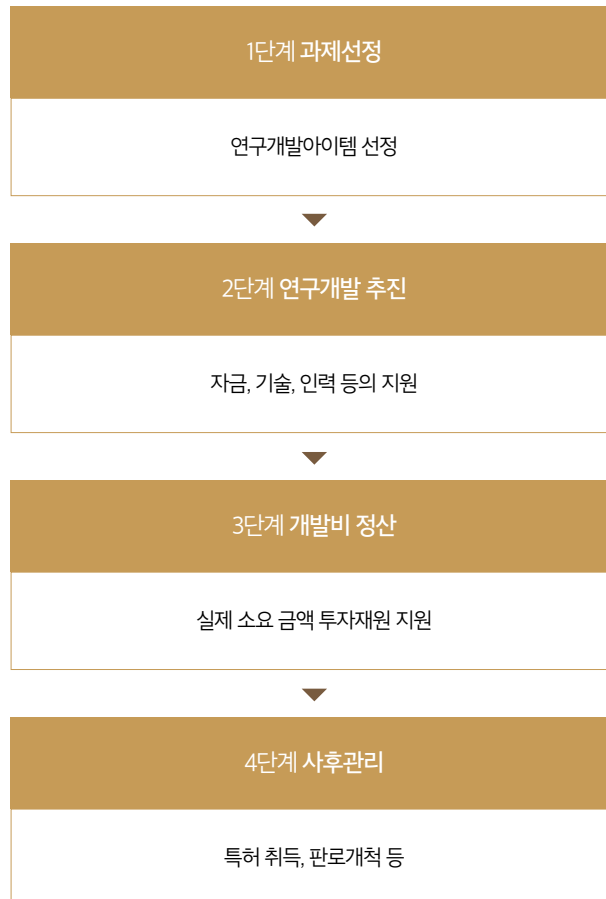 1단계 과제선정
연구개발아이템 선정
2단계 연구개발 추진
자금, 기술, 인력 등의 지원
3단계 개발비 정산
실제 소요 금액 투자재원 지원
4단계 사후관리
특허 취득, 판로개척 등